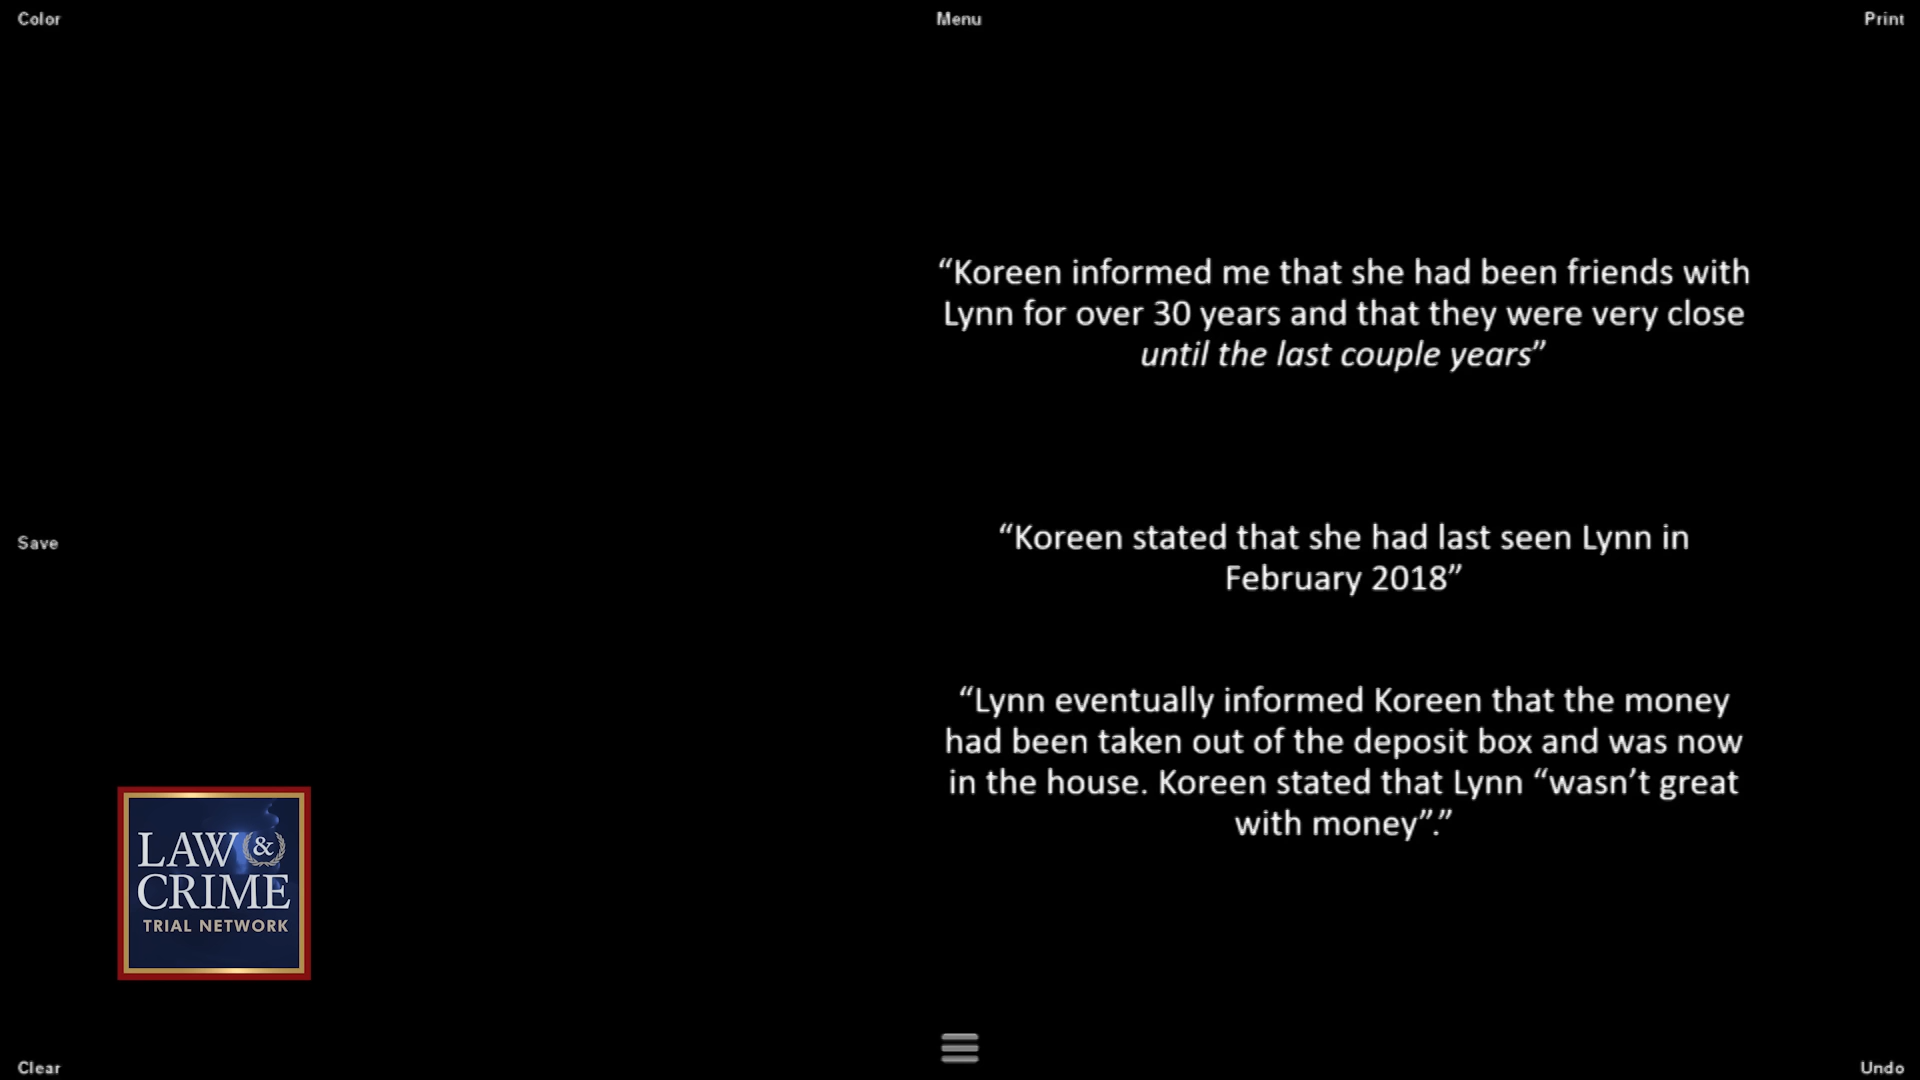 Color
Menu
Print
“Koreen informed me that she had been friends with
Lynn for over 30 years and that they were very close
until the last couple years”
“Koreen stated that she had last seen Lynn in
February 2018”
Save
“Lynn eventually informed Koreen that the money
had been taken out of the deposit box and was now
in the house. Koreen stated that Lynn “wasn’t great
with money”.”
LAW &
CRIME
TRIAL NETWORK
Clear
Undo